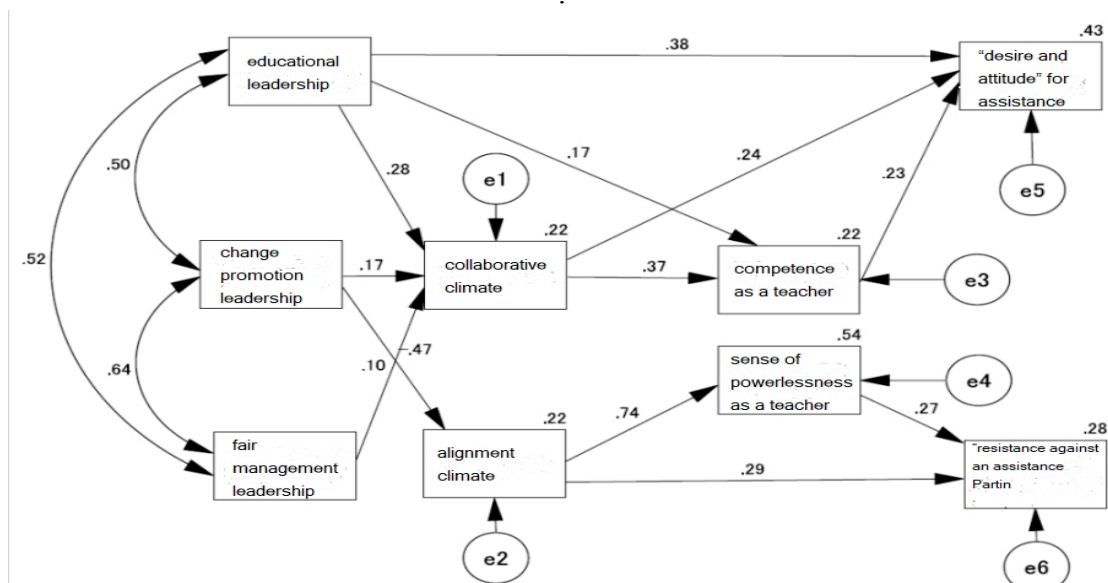 .38
.43
educational
leadership
"desire and
attitude" for
assistance
.50
.28
.17
.24
.23
e1
e5
.52
.22
.22
change
promotion
leadership
.17
collaborative
climate
.37
competence
as a teacher
e3
.64
.10
-.47
.54
sense of
powerlessness
as a teacher
e4
.74
.27
.22
.28
fair
management
leadership
alignment
climate
.29
"resistance against
an assistance
Partin
e2
e6